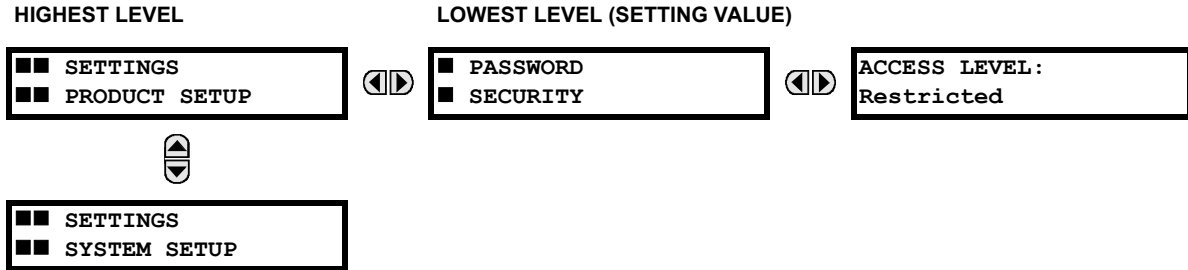 HIGHEST LEVEL
LOWEST LEVEL (SETTING VALUE)
■■ SETTINGS
■■ PRODUCT SETUP
■ PASSWORD
■ SECURITY
ACCESS LEVEL:
Restricted
■■ SETTINGS
■■ SYSTEM SETUP